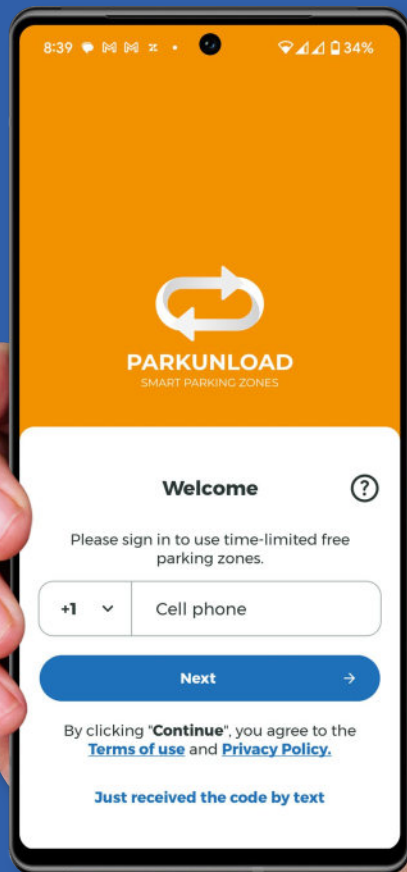 8:39 34%
PARKUNLOAD
SMART PARKING ZONES
Welcome
?
Please sign in to use time-limited free
parking zones.
+1 Cell phone
Next
By clicking "Continue", you agree to the
Terms of use and Privacy Policy.
Just received the code by text